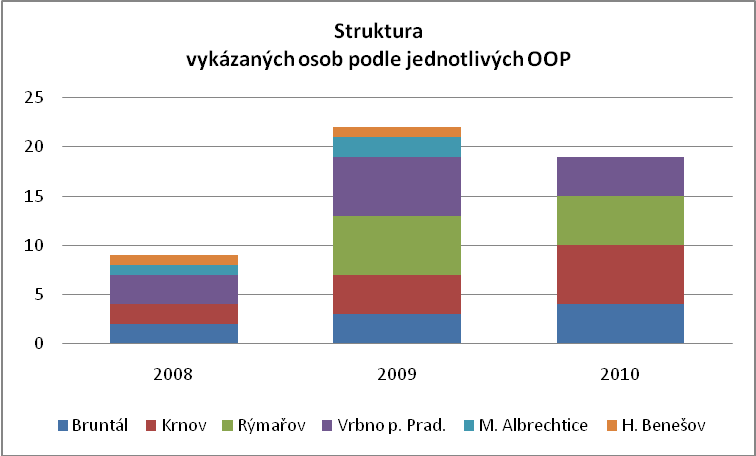 Struktura
vykázaných osob podle jednotlivých OOP
25
20
15
10
5
0
2008 2009 2010
Bruntál Krnov Rýmařov Vrbno p. Prad. M. Albrechtice H. Benešov